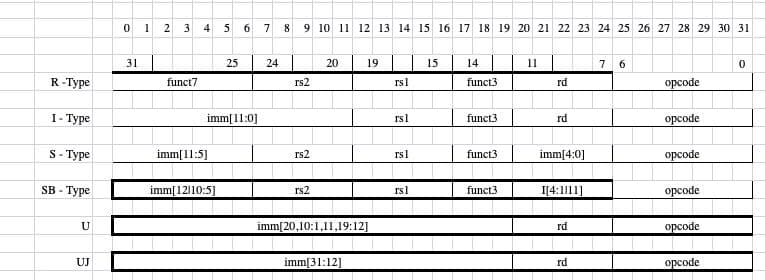 0 1 2 3 4 5 6 7 8 9 10 11 12 13 14 15 16 17 18 19 20 21 22 23 24 25 26 27 28 29 30 31
31 25 24 20 19 15 14 11 7 6 0
R -Type funct7 rs2 rs1 funct3 rd opcode
I - Type imm[11:0] rs1 funct3 rd opcode
S - Type imm[11:5] rs2 rs1 funct3 imm[4:0] opcode
SB - Type imm[12|10:5] rs2 rs1 funct3 I[4:1|11] opcode
U imm[20,10:1,11,19:12] rd opcode
UJ imm[31:12] rd opcode